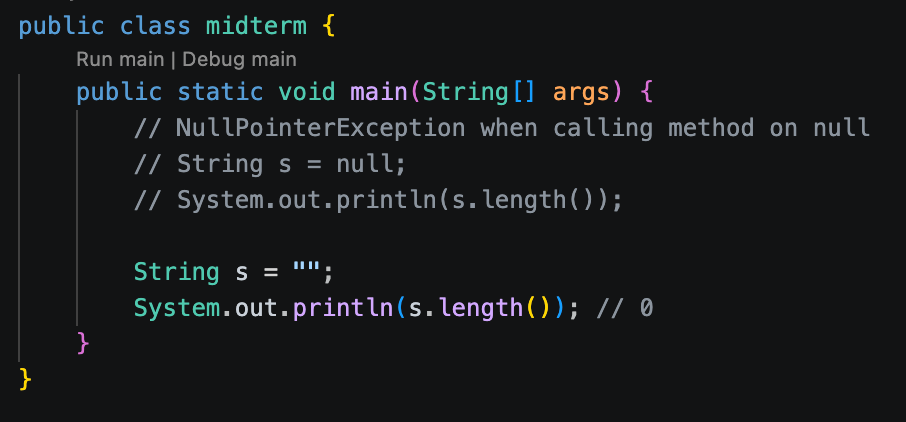 public class midterm {
Run main | Debug main
public static void main(String[] args) {
// NullPointerException when calling method on null
// String s = null;
// System.out.println(s.length());
String s = "";
System.out.println(s.length()); // 0
}
}